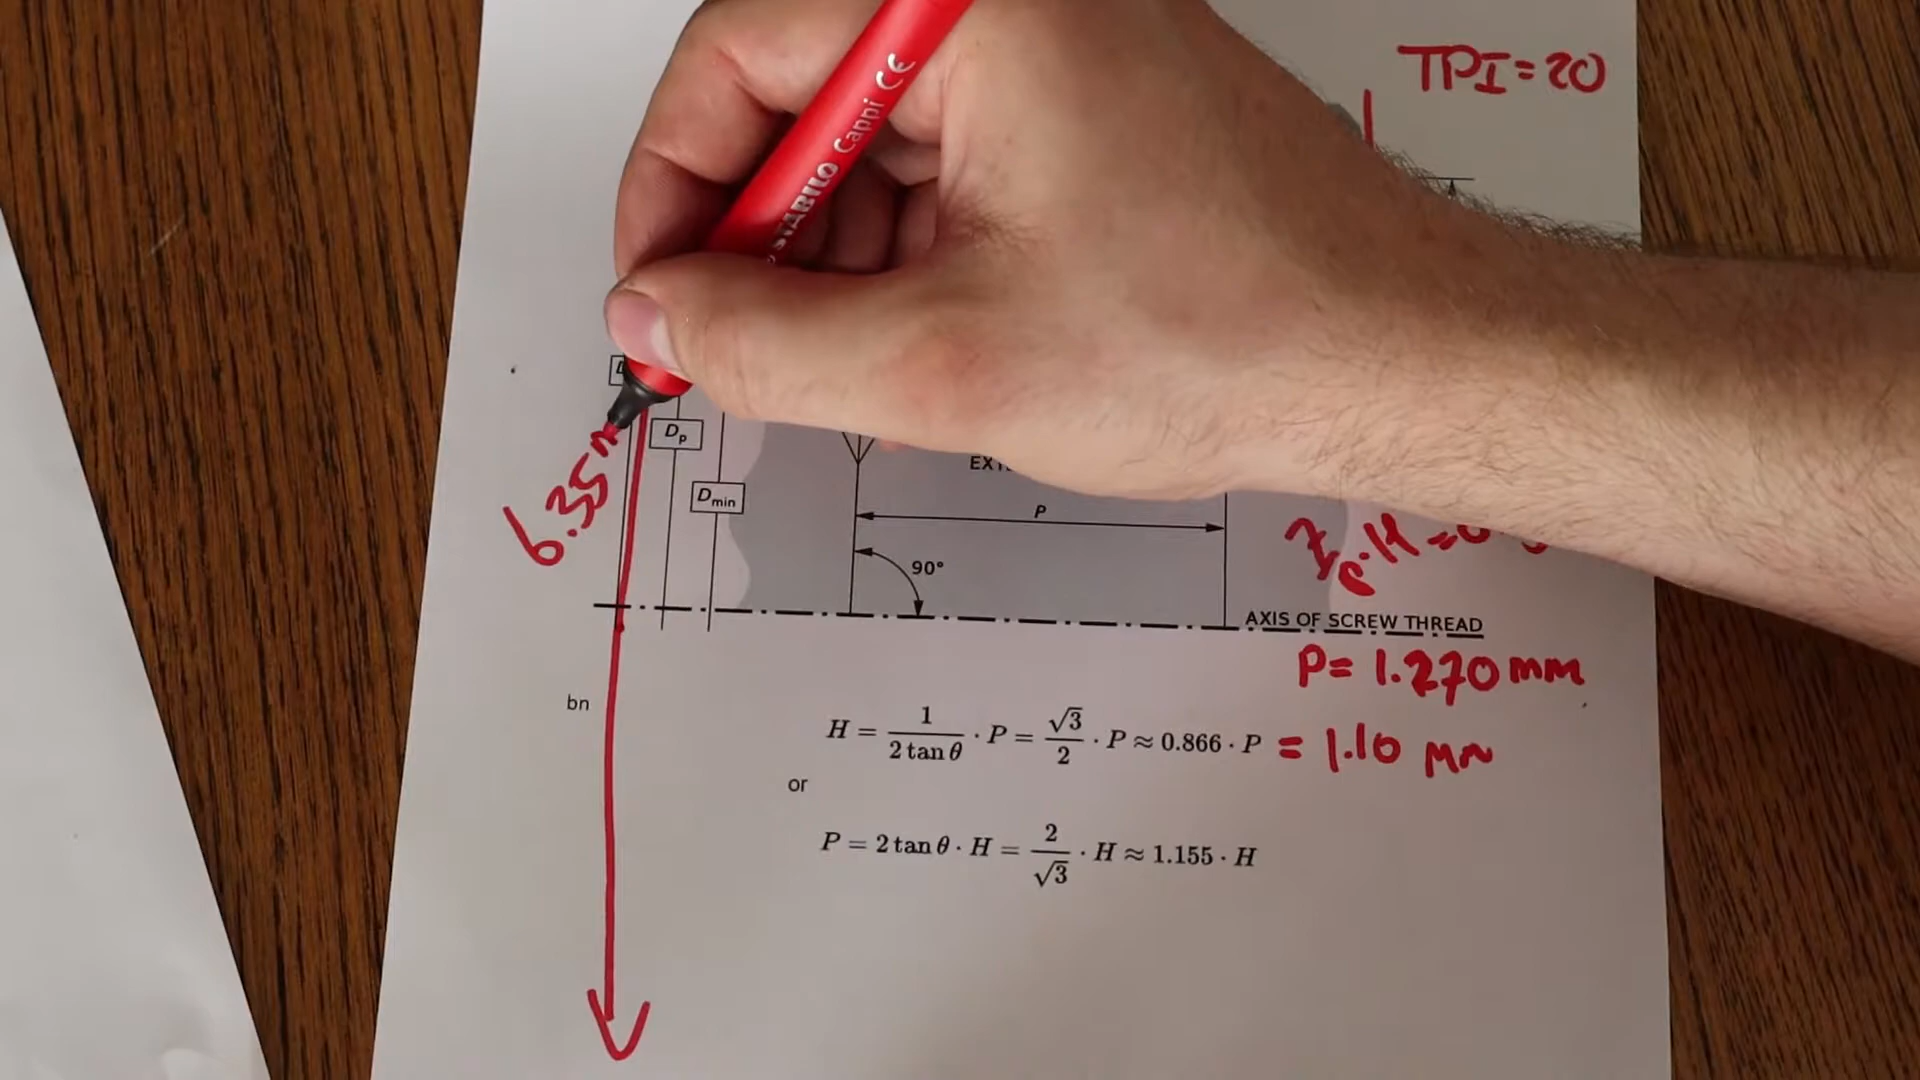 TPI=20
STABILO Cappi CE
6.35
Dp
Dmin
P
90°
AXIS OF SCREW THREAD
P= 1.270 mm
bn
H = 1/(2 tan θ) · P = √3/2 · P ≈ 0.866 · P = 1.10 mm
or
P = 2 tan θ · H = 2/√3 · H ≈ 1.155 · H